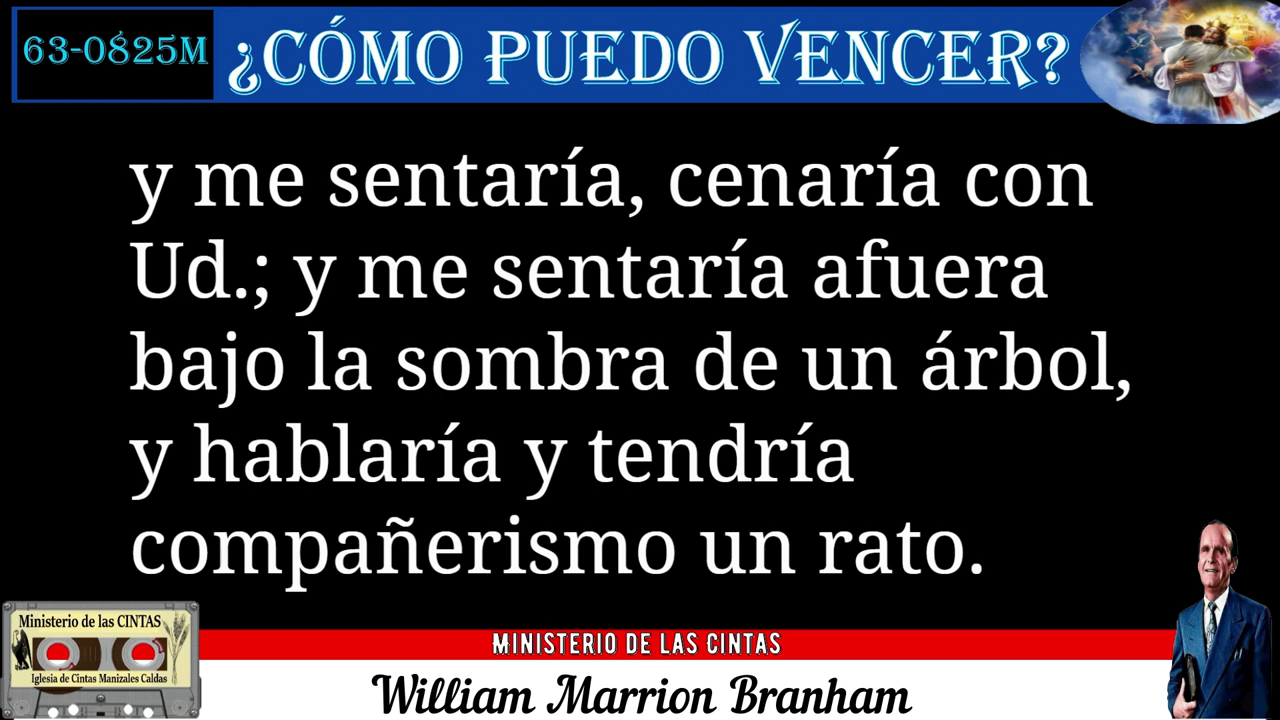 63-0825M
¿CÓMO PUEDO VENCER?
y me sentaría, cenaría con
Ud.; y me sentaría afuera
bajo la sombra de un árbol,
y hablaría y tendría
compañerismo un rato.
Ministerio de las CINTAS
Iglesia de Cintas Manizales Caldas
MINISTERIO DE LAS CINTAS
William Marrion Branham